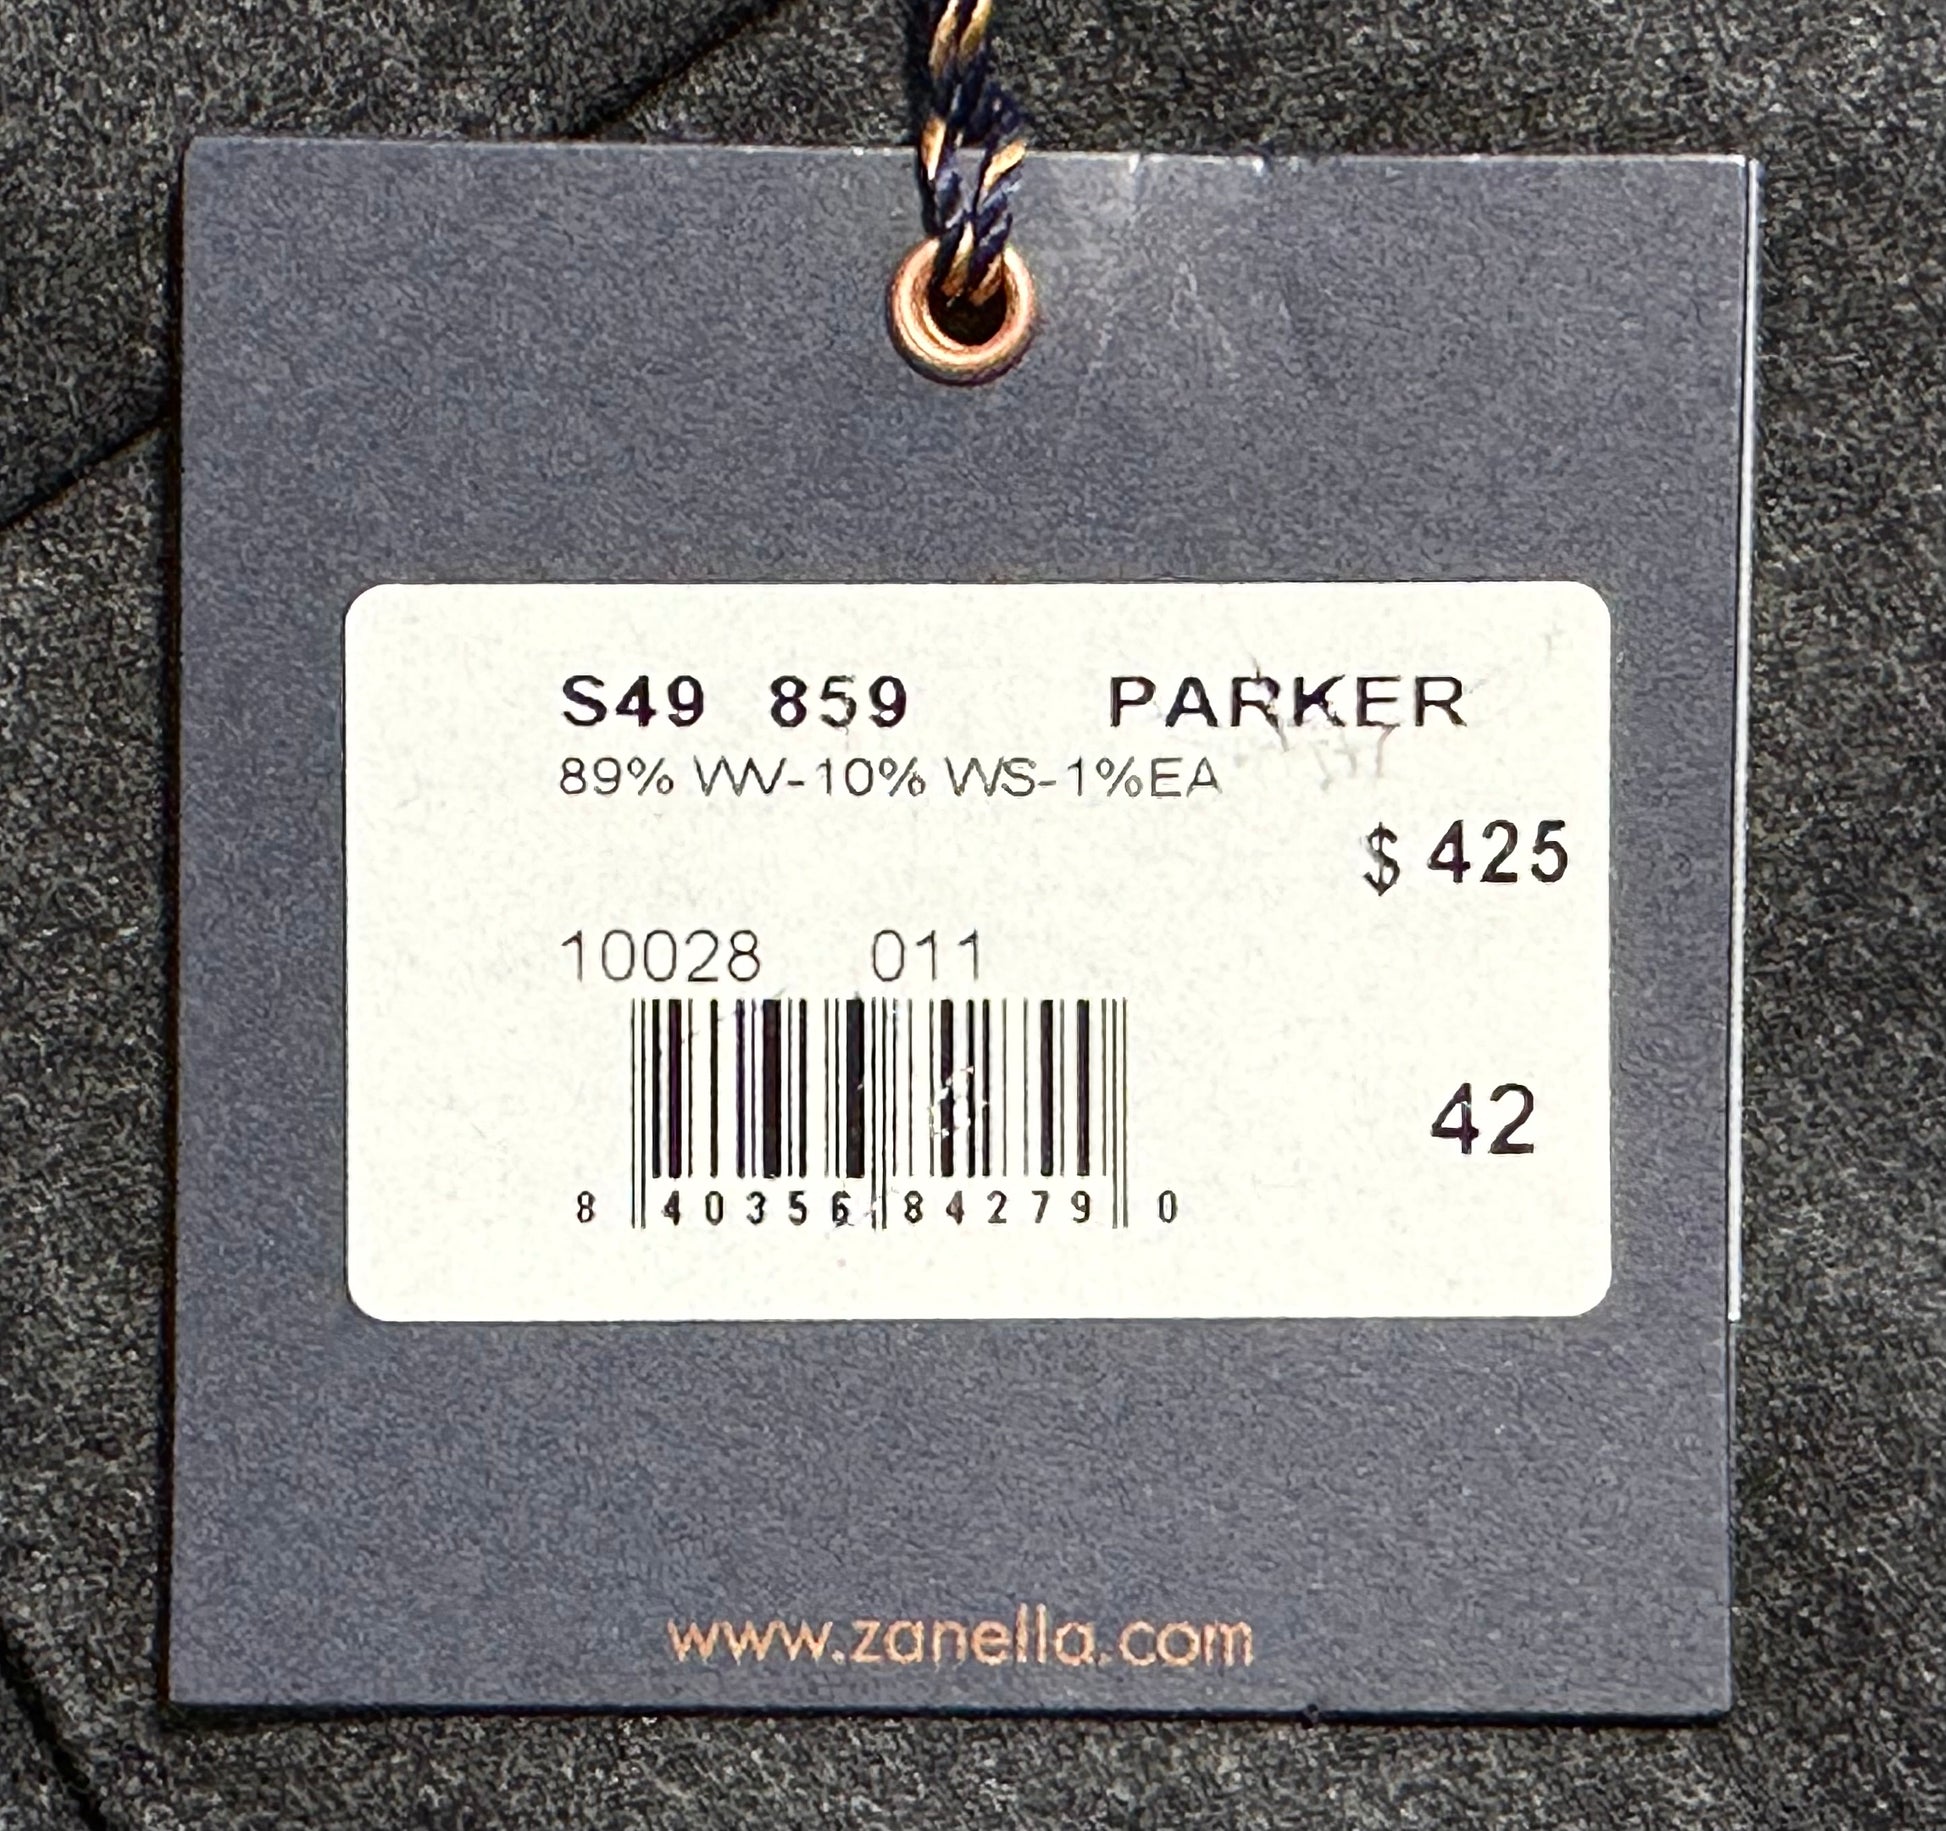 S49 859 PARKER
89% WV-10% WS-1%EA
$ 425
10028 011
42
8 40356 84279 0
www.zanella.com